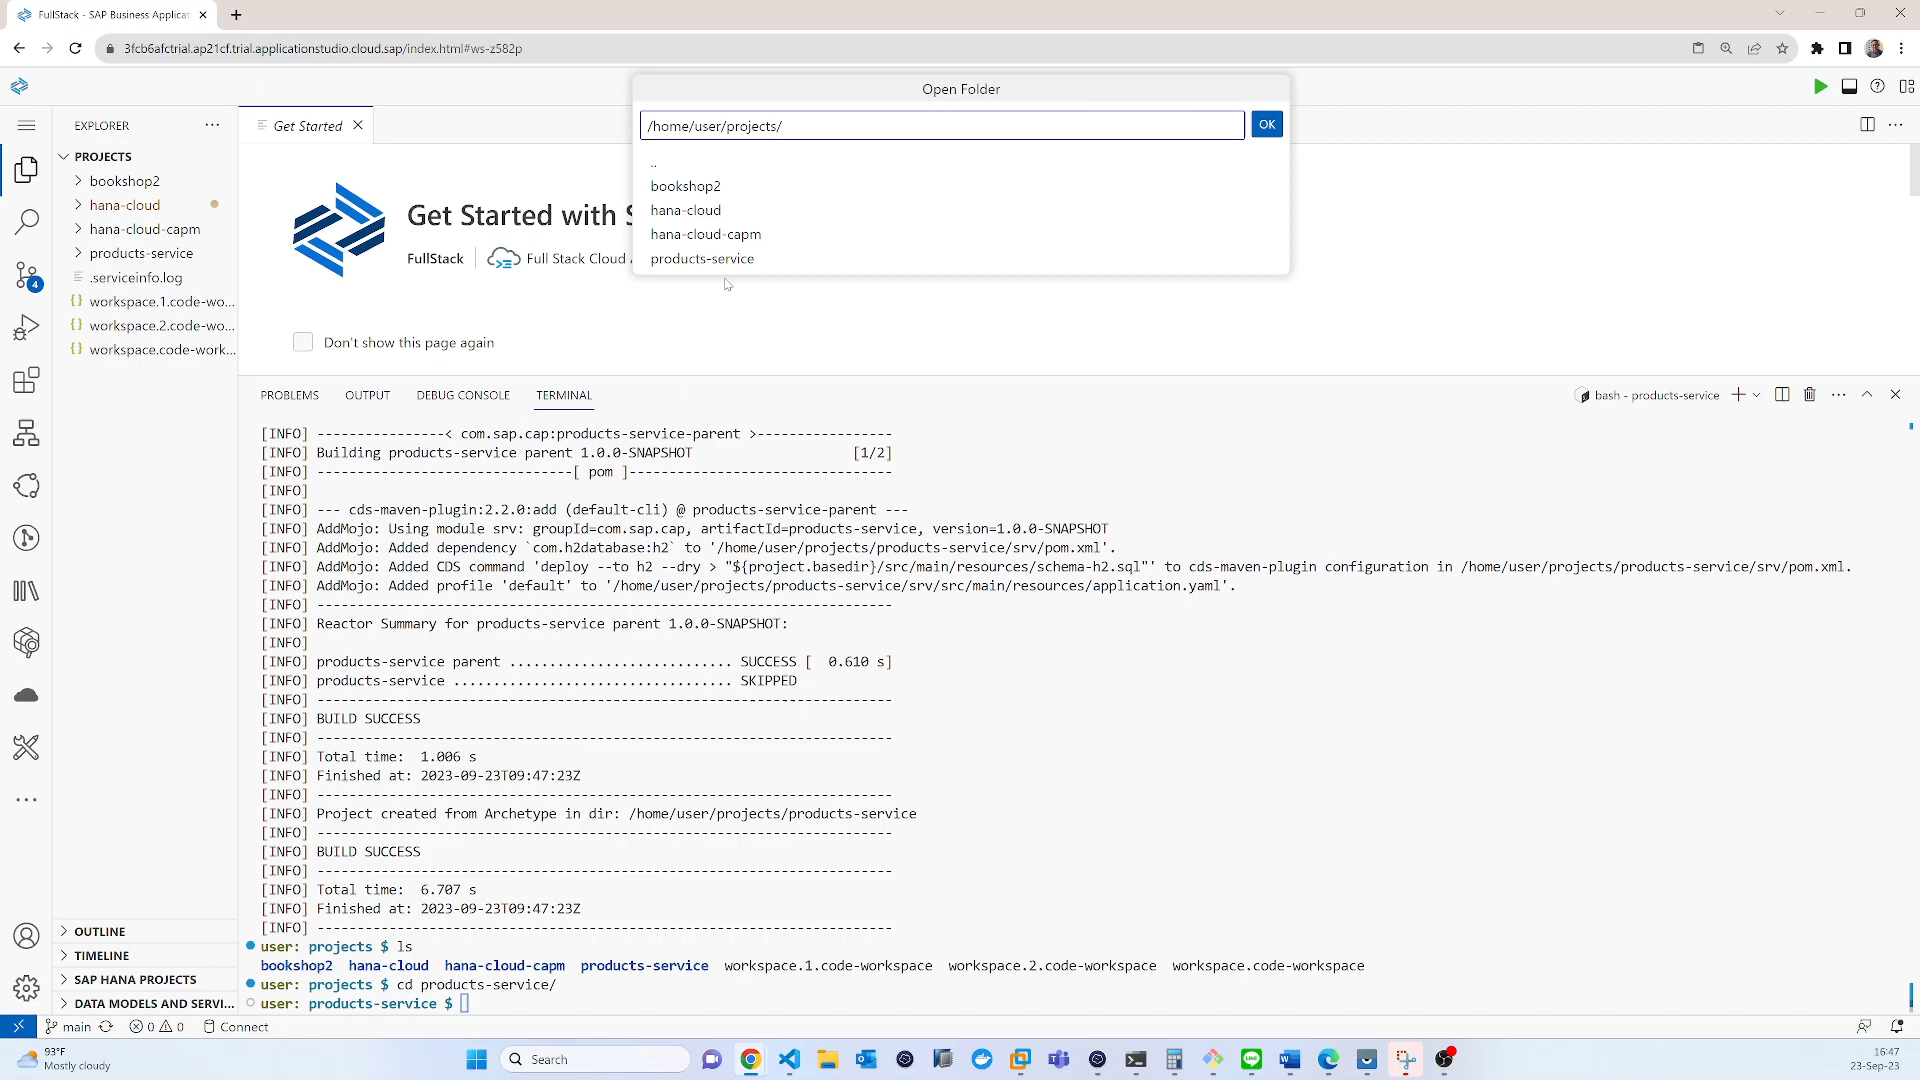 FullStack - SAP Business Applicat
3fcb6afctrial.ap21cf.trial.applicationstudio.cloud.sap/index.html#ws-z582p
Open Folder
/home/user/projects/
OK
..
bookshop2
hana-cloud
hana-cloud-capm
products-service
EXPLORER
PROJECTS
bookshop2
hana-cloud
hana-cloud-capm
products-service
.serviceinfo.log
workspace.1.code-wo...
workspace.2.code-wo...
workspace.code-work...
4
Get Started
Get Started with S
FullStack
Full Stack Cloud
Don't show this page again
PROBLEMS OUTPUT DEBUG CONSOLE TERMINAL
bash - products-service
[INFO] ----------------< com.sap.cap:products-service-parent >-----------------
[INFO] Building products-service parent 1.0.0-SNAPSHOT [1/2]
[INFO] --------------------------------[ pom ]---------------------------------
[INFO]
[INFO] --- cds-maven-plugin:2.2.0:add (default-cli) @ products-service-parent ---
[INFO] AddMojo: Using module srv: groupId=com.sap.cap, artifactId=products-service, version=1.0.0-SNAPSHOT
[INFO] AddMojo: Added dependency `com.h2database:h2` to '/home/user/projects/products-service/srv/pom.xml'.
[INFO] AddMojo: Added CDS command 'deploy --to h2 --dry > "${project.basedir}/src/main/resources/schema-h2.sql"' to cds-maven-plugin configuration in /home/user/projects/products-service/srv/pom.xml.
[INFO] AddMojo: Added profile 'default' to '/home/user/projects/products-service/srv/src/main/resources/application.yaml'.
[INFO] ------------------------------------------------------------------------
[INFO] Reactor Summary for products-service parent 1.0.0-SNAPSHOT:
[INFO]
[INFO] products-service parent ............................ SUCCESS [  0.610 s]
[INFO] products-service ................................... SKIPPED
[INFO] ------------------------------------------------------------------------
[INFO] BUILD SUCCESS
[INFO] ------------------------------------------------------------------------
[INFO] Total time:  1.006 s
[INFO] Finished at: 2023-09-23T09:47:23Z
[INFO] ------------------------------------------------------------------------
[INFO] Project created from Archetype in dir: /home/user/projects/products-service
[INFO] ------------------------------------------------------------------------
[INFO] BUILD SUCCESS
[INFO] ------------------------------------------------------------------------
[INFO] Total time:  6.707 s
[INFO] Finished at: 2023-09-23T09:47:23Z
[INFO] ------------------------------------------------------------------------
user: projects $ ls
bookshop2 hana-cloud hana-cloud-capm products-service workspace.1.code-workspace workspace.2.code-workspace workspace.code-workspace
user: projects $ cd products-service/
user: products-service $
OUTLINE
TIMELINE
SAP HANA PROJECTS
DATA MODELS AND SERVI...
main 0 0 Connect
93°F
Mostly cloudy
Search
16:47
23-Sep-23